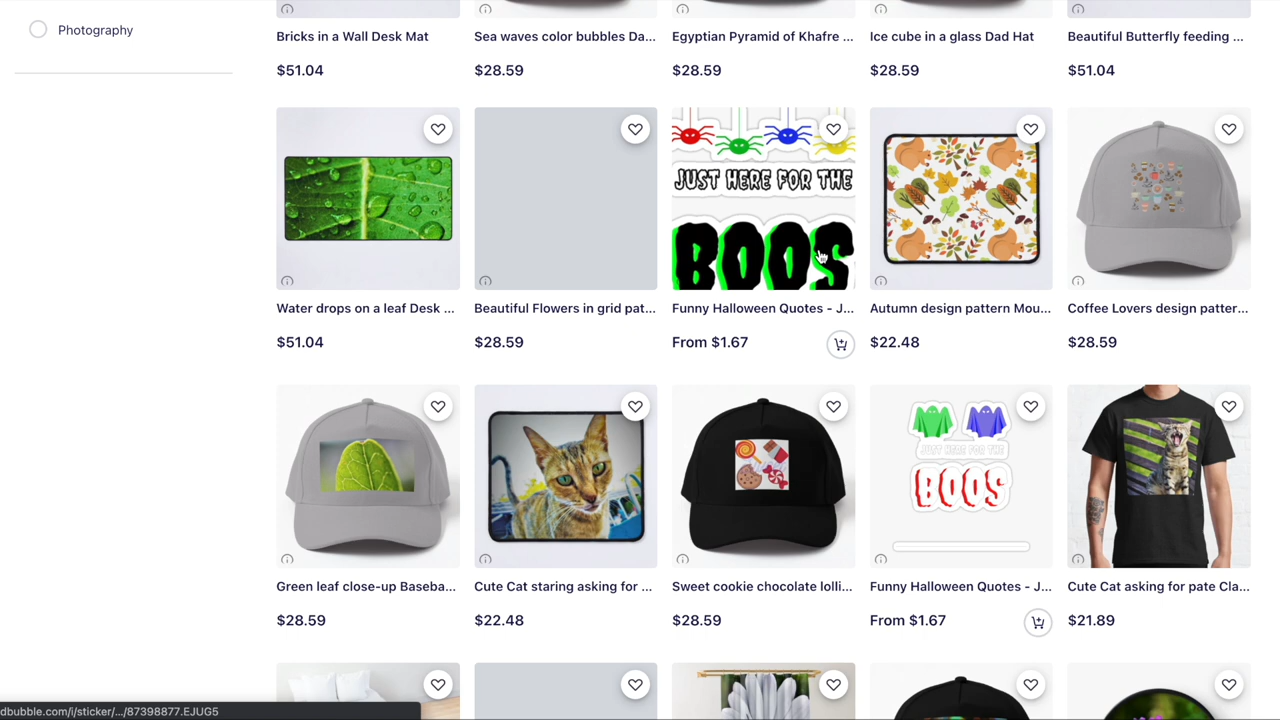 Photography
Bricks in a Wall Desk Mat
Sea waves color bubbles Da...
Egyptian Pyramid of Khafre ...
Ice cube in a glass Dad Hat
Beautiful Butterfly feeding ...
$51.04
$28.59
$28.59
$28.59
$51.04
JUST HERE FOR THE
BOOS
Water drops on a leaf Desk ...
Beautiful Flowers in grid pat...
Funny Halloween Quotes - J...
Autumn design pattern Mou...
Coffee Lovers design patter...
$51.04
$28.59
From $1.67
$22.48
$28.59
JUST HERE FOR THE
BOOS
Green leaf close-up Baseba...
Cute Cat staring asking for ...
Sweet cookie chocolate lolli...
Funny Halloween Quotes - J...
Cute Cat asking for pate Cla...
$28.59
$22.48
$28.59
From $1.67
$21.89
dbubble.com/i/sticker/.../87398877.EJUG5